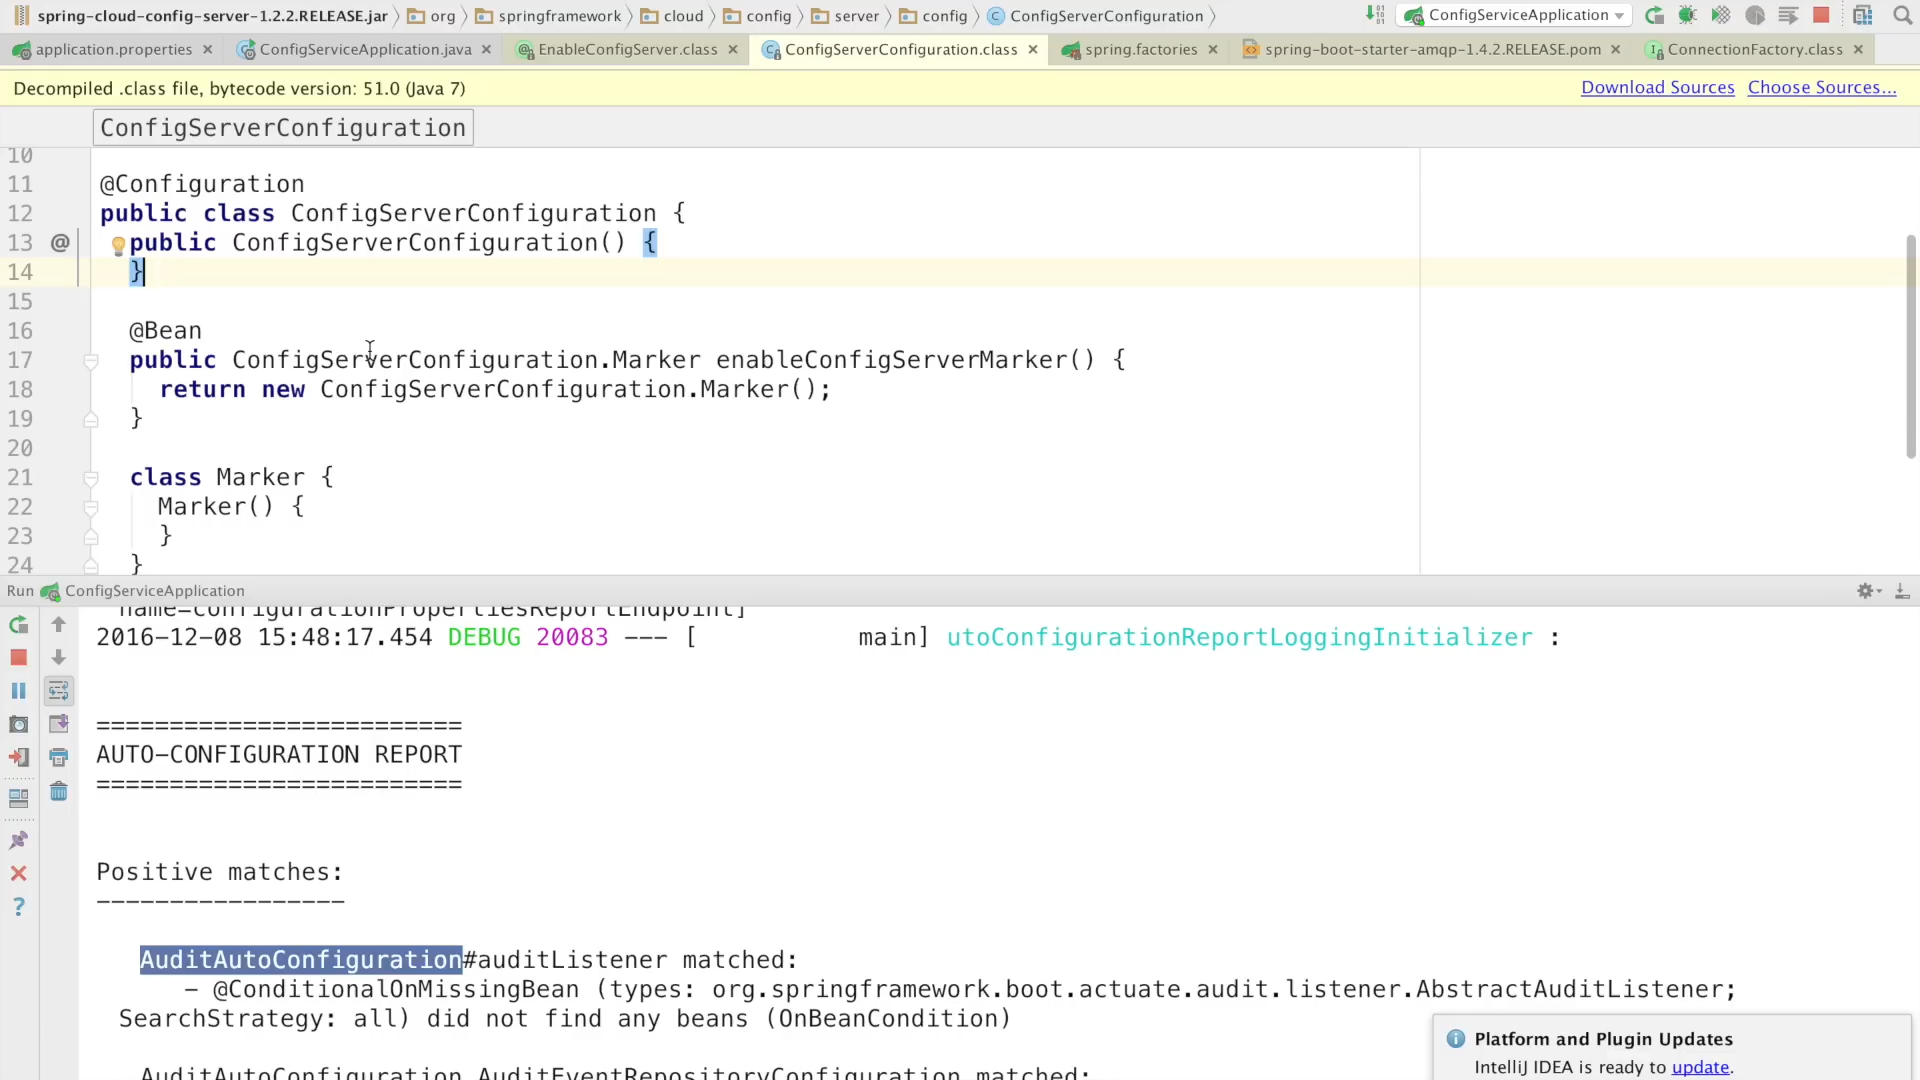 spring-cloud-config-server-1.2.2.RELEASE.jar org springframework cloud config server config ConfigServerConfiguration ConfigServiceApplication
application.properties ConfigServiceApplication.java EnableConfigServer.class ConfigServerConfiguration.class spring.factories spring-boot-starter-amqp-1.4.2.RELEASE.pom ConnectionFactory.class
Decompiled .class file, bytecode version: 51.0 (Java 7) Download Sources Choose Sources...
ConfigServerConfiguration
10
11 @Configuration
12 public class ConfigServerConfiguration {
13 @ public ConfigServerConfiguration() {
14 }
15
16 @Bean
17 public ConfigServerConfiguration.Marker enableConfigServerMarker() {
18 return new ConfigServerConfiguration.Marker();
19 }
20
21 class Marker {
22 Marker() {
23 }
24 }
Run ConfigServiceApplication
name=configurationPropertiesReportEndpoint]
2016-12-08 15:48:17.454 DEBUG 20083 --- [ main] utoConfigurationReportLoggingInitializer :
=========================
AUTO-CONFIGURATION REPORT
=========================
Positive matches:
-----------------
AuditAutoConfiguration#auditListener matched:
- @ConditionalOnMissingBean (types: org.springframework.boot.actuate.audit.listener.AbstractAuditListener;
SearchStrategy: all) did not find any beans (OnBeanCondition)
AuditAutoConfiguration.AuditEventRepositoryConfiguration matched:
Platform and Plugin Updates
IntelliJ IDEA is ready to update.